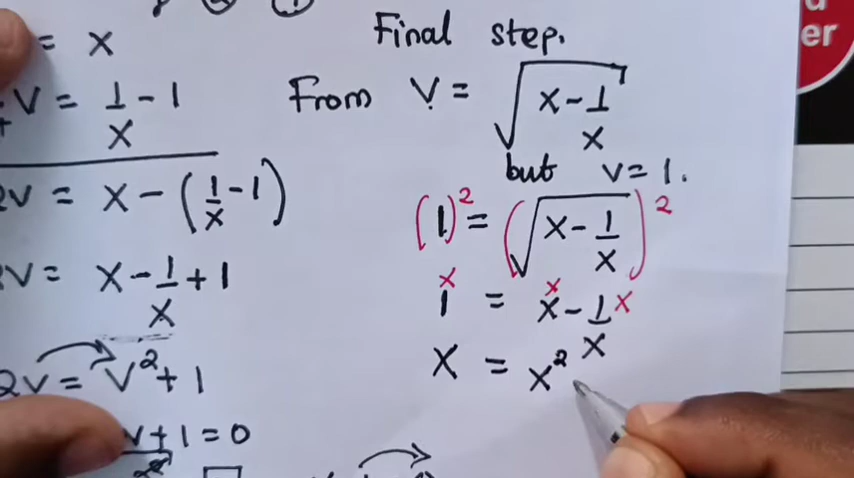 = x
V = 1/x - 1
2V = x - (1/x - 1)
2V = x - 1/x + 1
2V = V² + 1
V + 1 = 0
Final step.
From V = √(x - 1/x)
but v = 1.
(1)² = (√(x - 1/x))²
x x x
1 = x - 1/x
x = x²
er